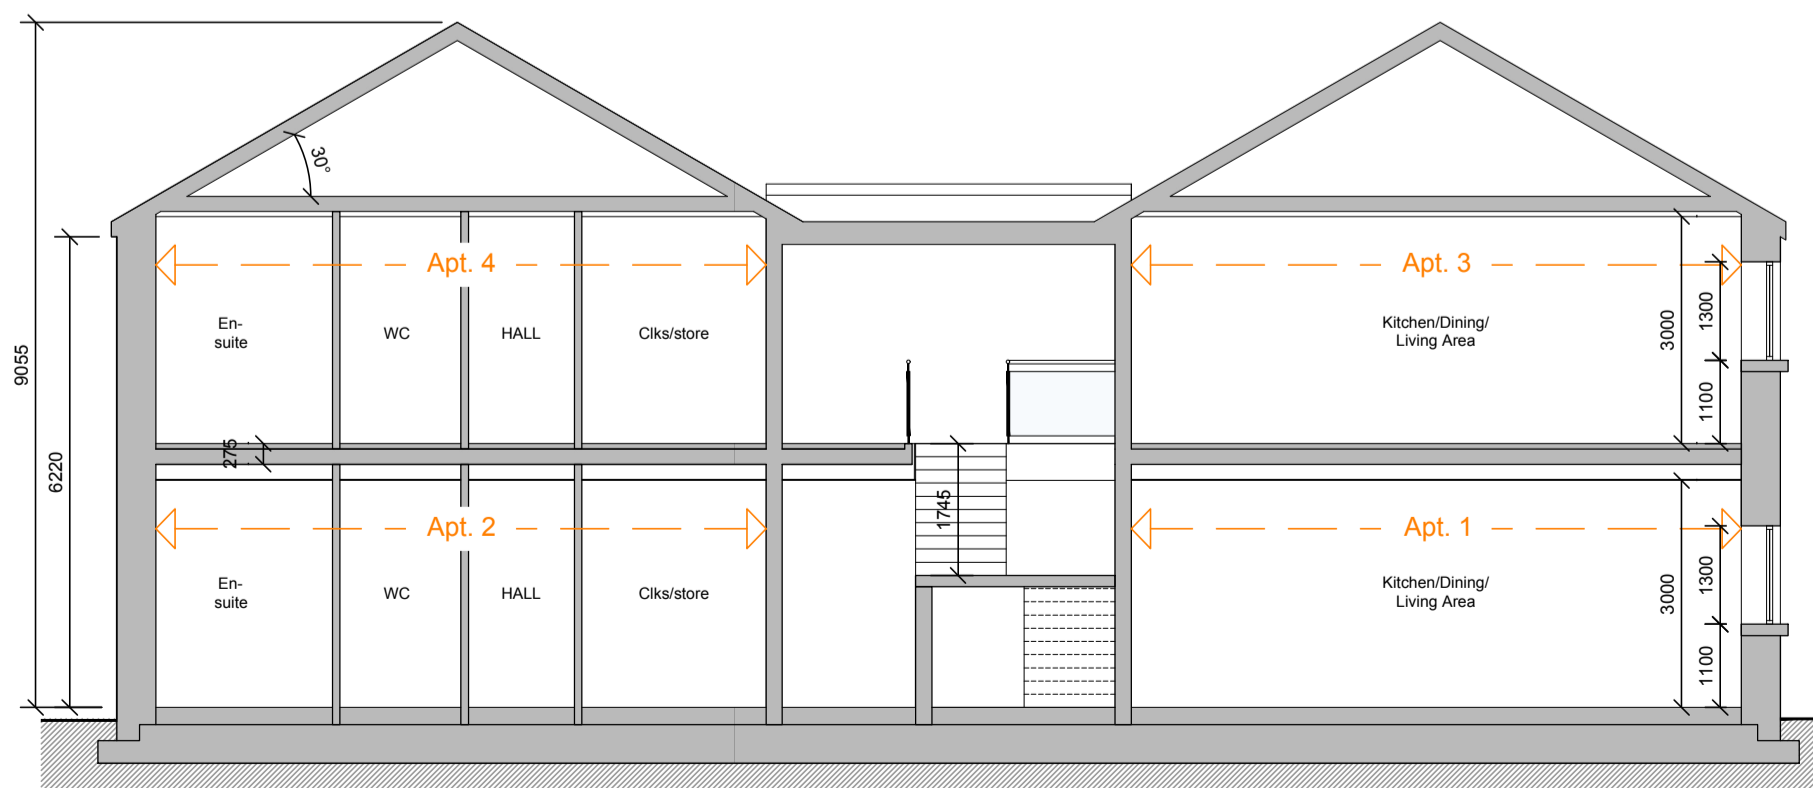 9055
30°
6220
Apt. 4
Apt. 3
En-
suite
WC
HALL
Clks/store
Kitchen/Dining/
Living Area
3000
1300
1100
275
1745
Apt. 2
Apt. 1
En-
suite
WC
HALL
Clks/store
Kitchen/Dining/
Living Area
3000
1300
1100